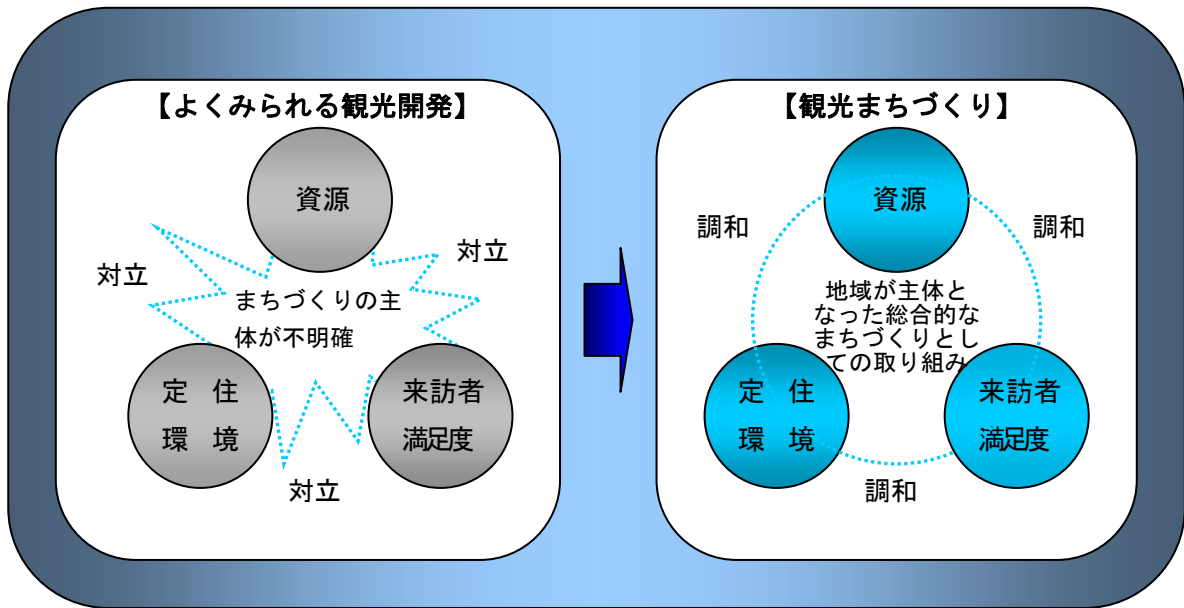 【よくみられる観光開発】
資源
対立
対立
まちづくりの主
体が不明確
定　住
環　境
来訪者
満足度
対立
【観光まちづくり】
資源
調和
調和
地域が主体と
なった総合的な
まちづくりとし
ての取り組み
定　住
環　境
来訪者
満足度
調和